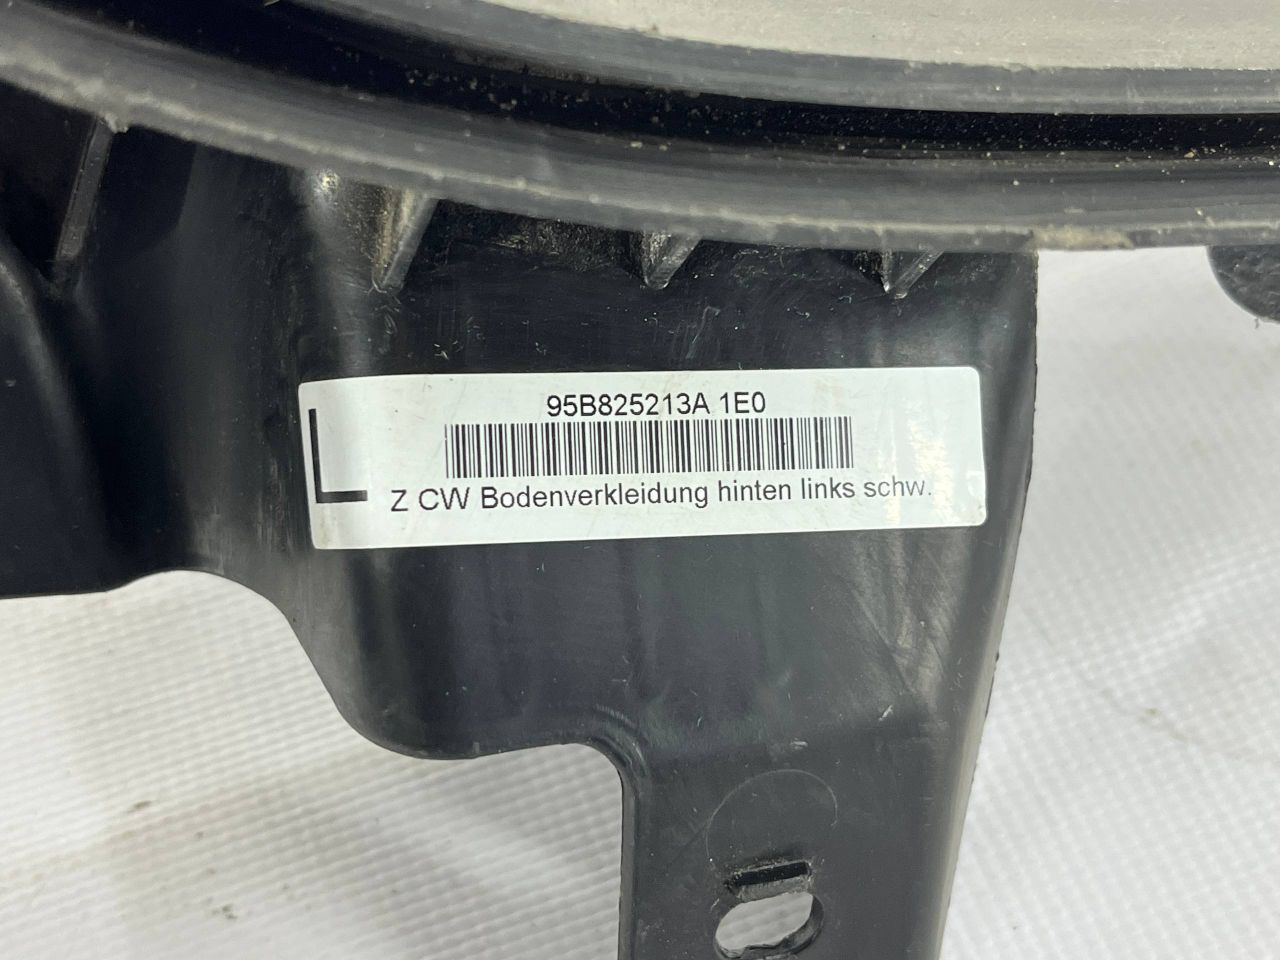 95B825213A 1E0
L
Z CW Bodenverkleidung hinten links schw.